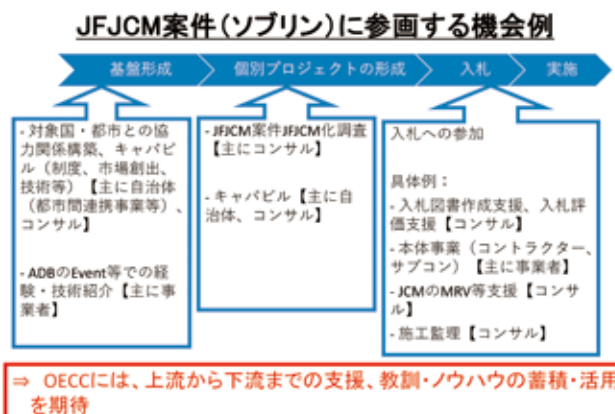 JFJCM案件（ソブリン）に参画する機会例
基盤形成
個別プロジェクトの形成
入札
実施
- 対象国・都市との協
力関係構築、キャパビ
ル（制度、市場創出、
技術等）【主に自治体
（都市間連携事業等）、
コンサル】
- ADBのEvent等での経
験・技術紹介【主に事
業者】
- JFJCM案件JFJCM化調査
【主にコンサル】
- キャパビル【主に自
治体、コンサル】
入札への参加
具体例：
- 入札図書作成支援、入札評
価支援【コンサル】
- 本体事業（コントラクター、
サブコン）【主に事業者】
- JCMのMRV等支援【コンサ
ル】
- 施工監理【コンサル】
⇒ OECCには、上流から下流までの支援、教訓・ノウハウの蓄積・活用
を期待